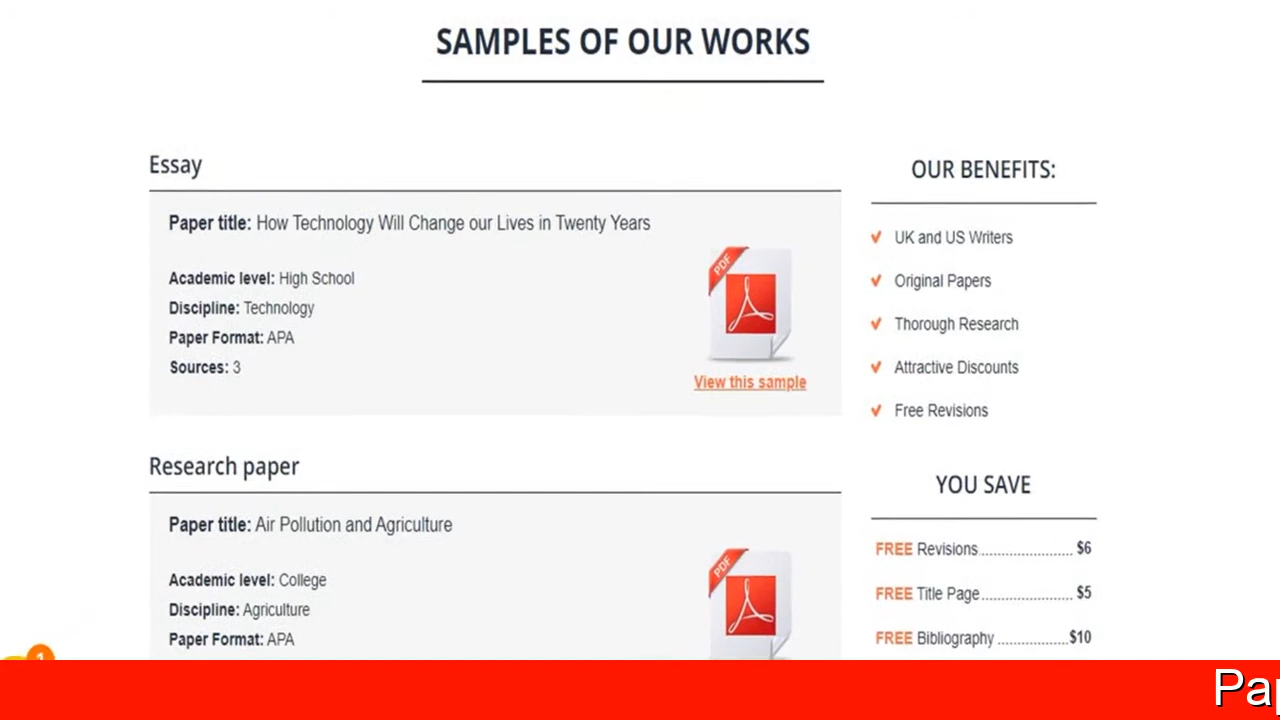 SAMPLES OF OUR WORKS
Essay
Paper title: How Technology Will Change our Lives in Twenty Years
Academic level: High School
Discipline: Technology
Paper Format: APA
Sources: 3
PDF
View this sample
Research paper
Paper title: Air Pollution and Agriculture
Academic level: College
Discipline: Agriculture
Paper Format: APA
PDF
OUR BENEFITS:
UK and US Writers
Original Papers
Thorough Research
Attractive Discounts
Free Revisions
YOU SAVE
FREE Revisions....................... $6
FREE Title Page....................... $5
FREE Bibliography ..................$10
1